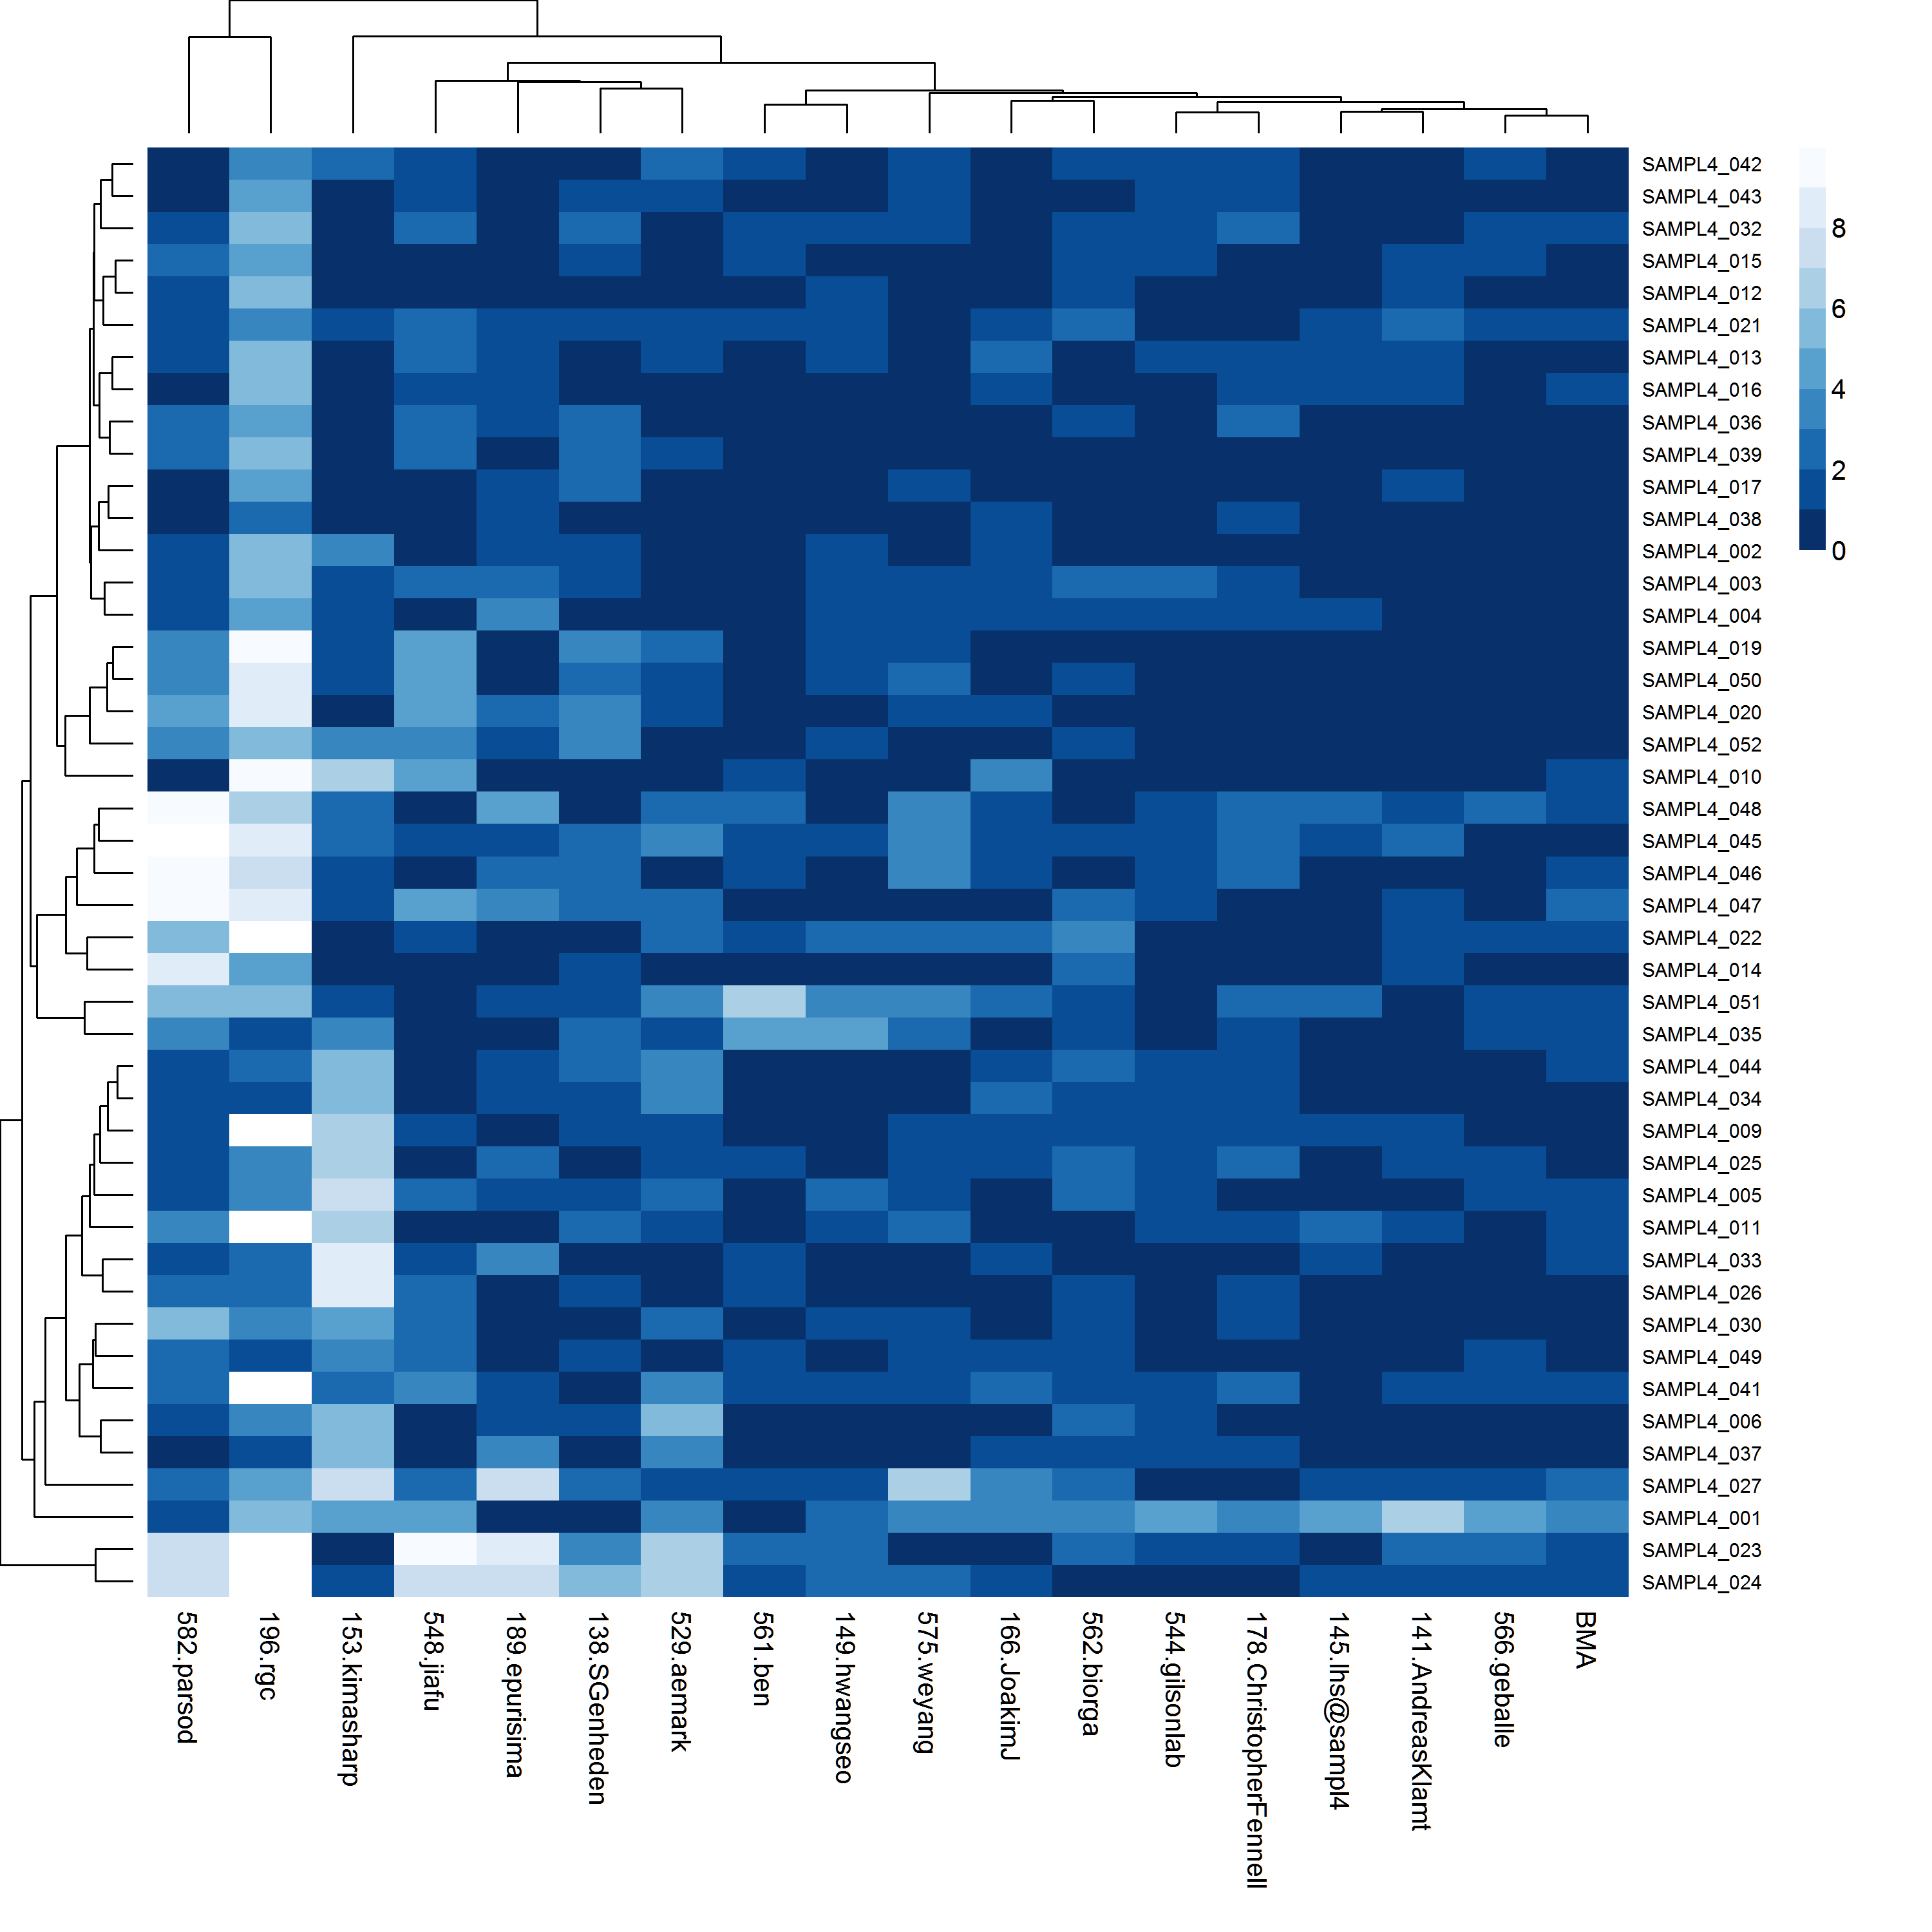 SAMPL4_042
SAMPL4_043
SAMPL4_032
SAMPL4_015
SAMPL4_012
SAMPL4_021
SAMPL4_013
SAMPL4_016
SAMPL4_036
SAMPL4_039
SAMPL4_017
SAMPL4_038
SAMPL4_002
SAMPL4_003
SAMPL4_004
SAMPL4_019
SAMPL4_050
SAMPL4_020
SAMPL4_052
SAMPL4_010
SAMPL4_048
SAMPL4_045
SAMPL4_046
SAMPL4_047
SAMPL4_022
SAMPL4_014
SAMPL4_051
SAMPL4_035
SAMPL4_044
SAMPL4_034
SAMPL4_009
SAMPL4_025
SAMPL4_005
SAMPL4_011
SAMPL4_033
SAMPL4_026
SAMPL4_030
SAMPL4_049
SAMPL4_041
SAMPL4_006
SAMPL4_037
SAMPL4_027
SAMPL4_001
SAMPL4_023
SAMPL4_024
8
6
4
2
0
582.parsod
196.rgc
153.kimasharp
548.jiafu
189.epurisima
138.SGenheden
529.aemark
561.ben
149.hwangseo
575.weyang
166.JoakimJ
562.biorga
544.gilsonlab
178.ChristopherFennell
145.lhs@sampl4
141.AndreasKlamt
566.geballe
BMA